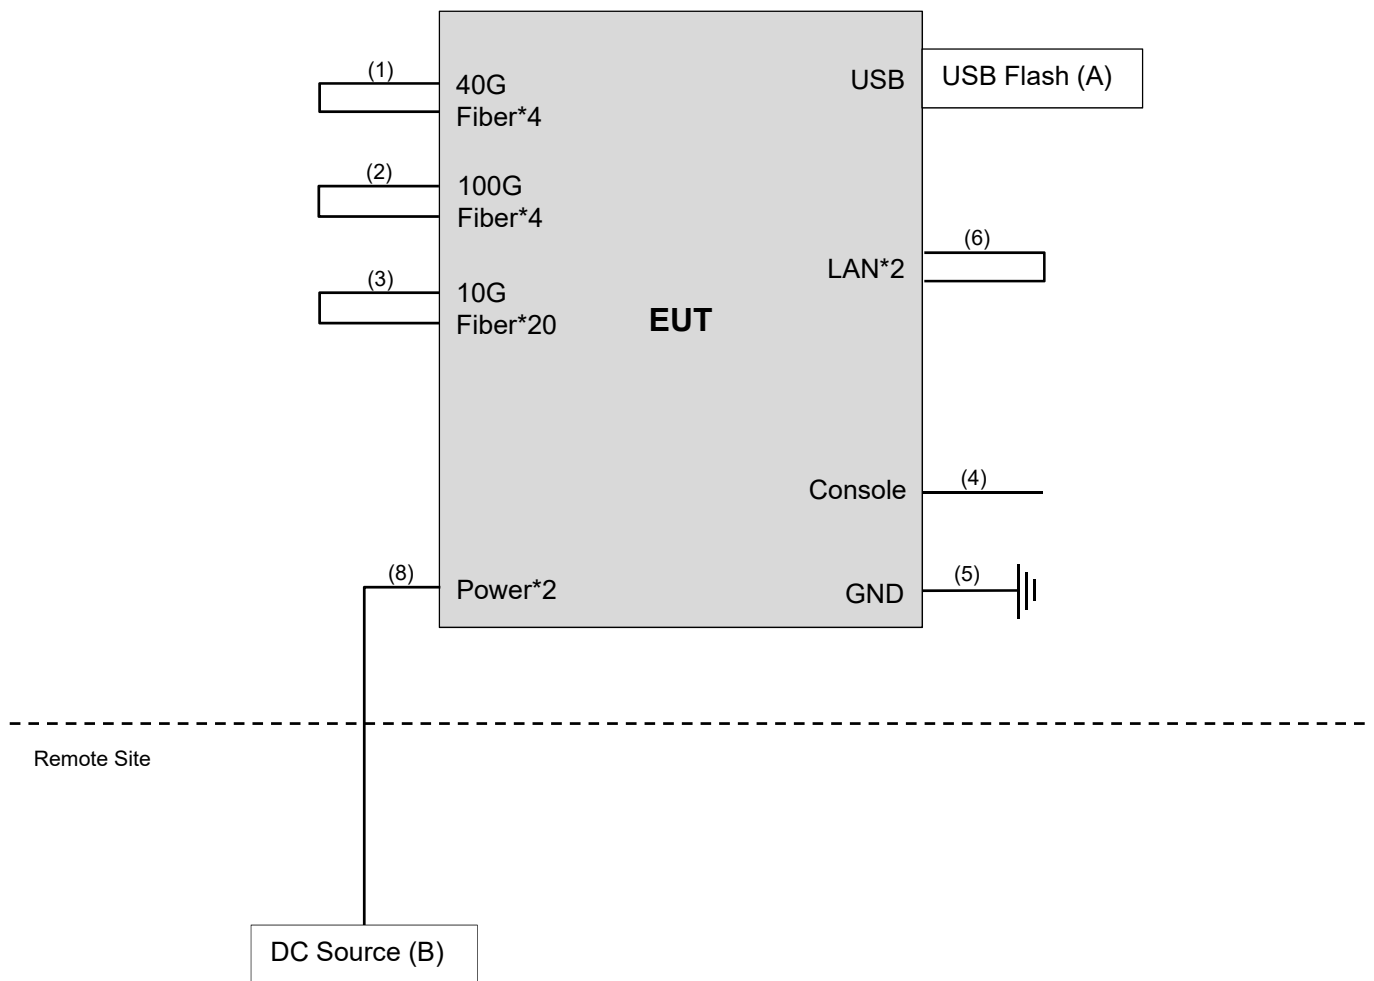 (1)
40G
Fiber*4
USB
USB Flash (A)
(2)
100G
Fiber*4
(6)
LAN*2
(3)
10G
Fiber*20
EUT
(4)
Console
(8)
Power*2
(5)
GND
Remote Site
DC Source (B)